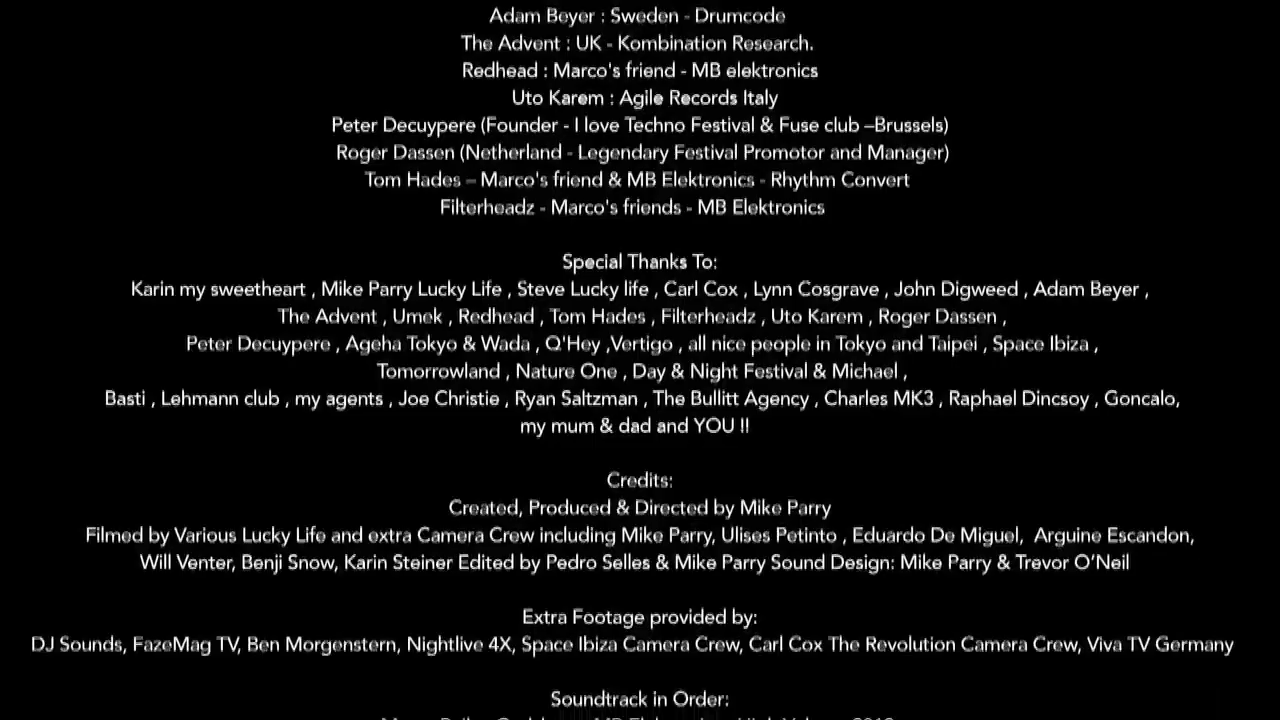 Adam Beyer : Sweden - Drumcode
The Advent : UK - Kombination Research.
Redhead : Marco's friend - MB elektronics
Uto Karem : Agile Records Italy
Peter Decuypere (Founder - I love Techno Festival & Fuse club –Brussels)
Roger Dassen (Netherland - Legendary Festival Promotor and Manager)
Tom Hades – Marco's friend & MB Elektronics - Rhythm Convert
Filterheadz - Marco's friends - MB Elektronics
Special Thanks To:
Karin my sweetheart , Mike Parry Lucky Life , Steve Lucky life , Carl Cox , Lynn Cosgrave , John Digweed , Adam Beyer ,
The Advent , Umek , Redhead , Tom Hades , Filterheadz , Uto Karem , Roger Dassen ,
Peter Decuypere , Ageha Tokyo & Wada , Q'Hey ,Vertigo , all nice people in Tokyo and Taipei , Space Ibiza ,
Tomorrowland , Nature One , Day & Night Festival & Michael ,
Basti , Lehmann club , my agents , Joe Christie , Ryan Saltzman , The Bullitt Agency , Charles MK3 , Raphael Dincsoy , Goncalo,
my mum & dad and YOU !!
Credits:
Created, Produced & Directed by Mike Parry
Filmed by Various Lucky Life and extra Camera Crew including Mike Parry, Ulises Petinto , Eduardo De Miguel,  Arguine Escandon,
Will Venter, Benji Snow, Karin Steiner Edited by Pedro Selles & Mike Parry Sound Design: Mike Parry & Trevor O’Neil
Extra Footage provided by:
DJ Sounds, FazeMag TV, Ben Morgenstern, Nightlive 4X, Space Ibiza Camera Crew, Carl Cox The Revolution Camera Crew, Viva TV Germany
Soundtrack in Order: